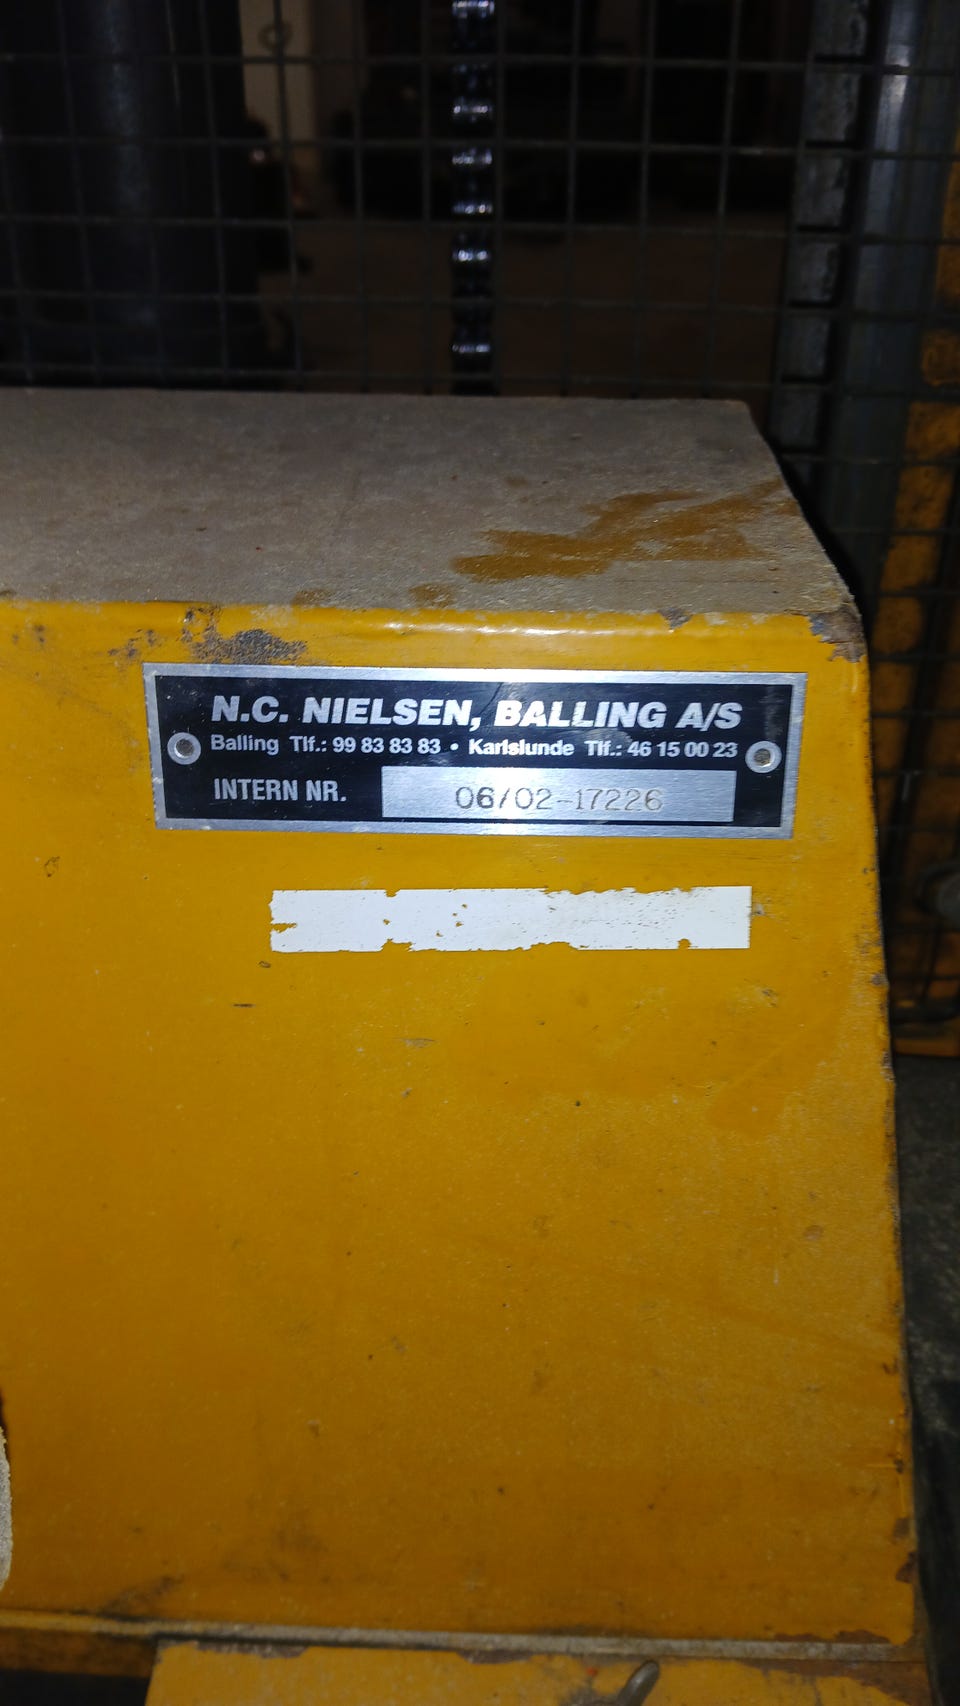 N.C. NIELSEN, BALLING A/S
Balling Tlf.: 99 83 83 83 • Karlslunde Tlf.: 46 15 00 23
INTERN NR. 06/02-17226